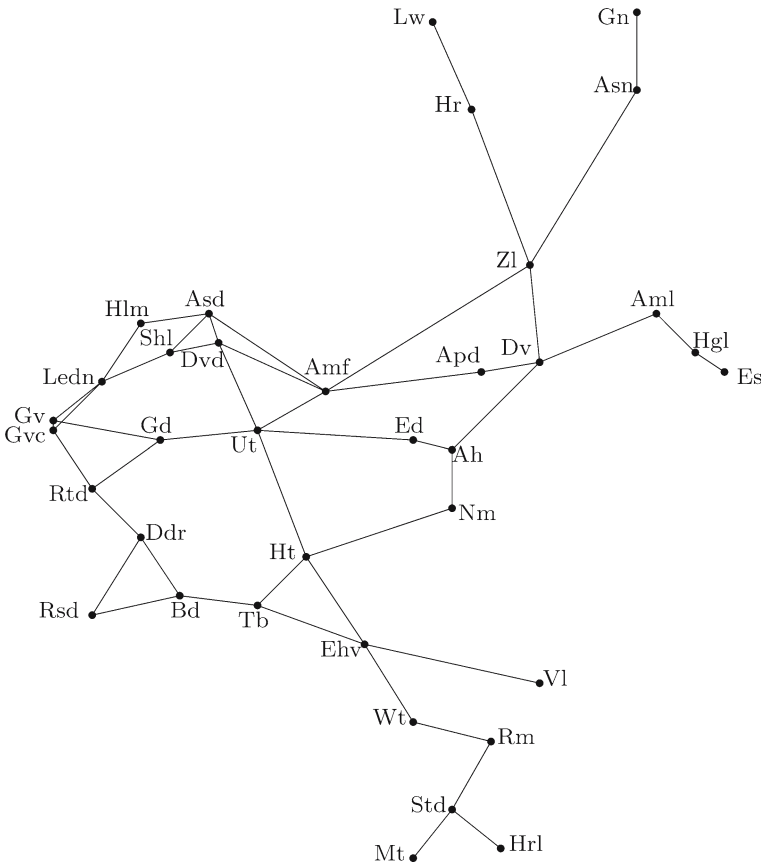 Lw
Gn
Asn
Hr
Zl
Asd
Aml
Hlm
Shl
Dvd
Hgl
Dv
Apd
Amf
Ledn
Es
Gv
Gd
Ed
Gvc
Ut
Ah
Rtd
Nm
Ddr
Ht
Rsd
Bd
Tb
Ehv
Vl
Wt
Rm
Std
Hrl
Mt